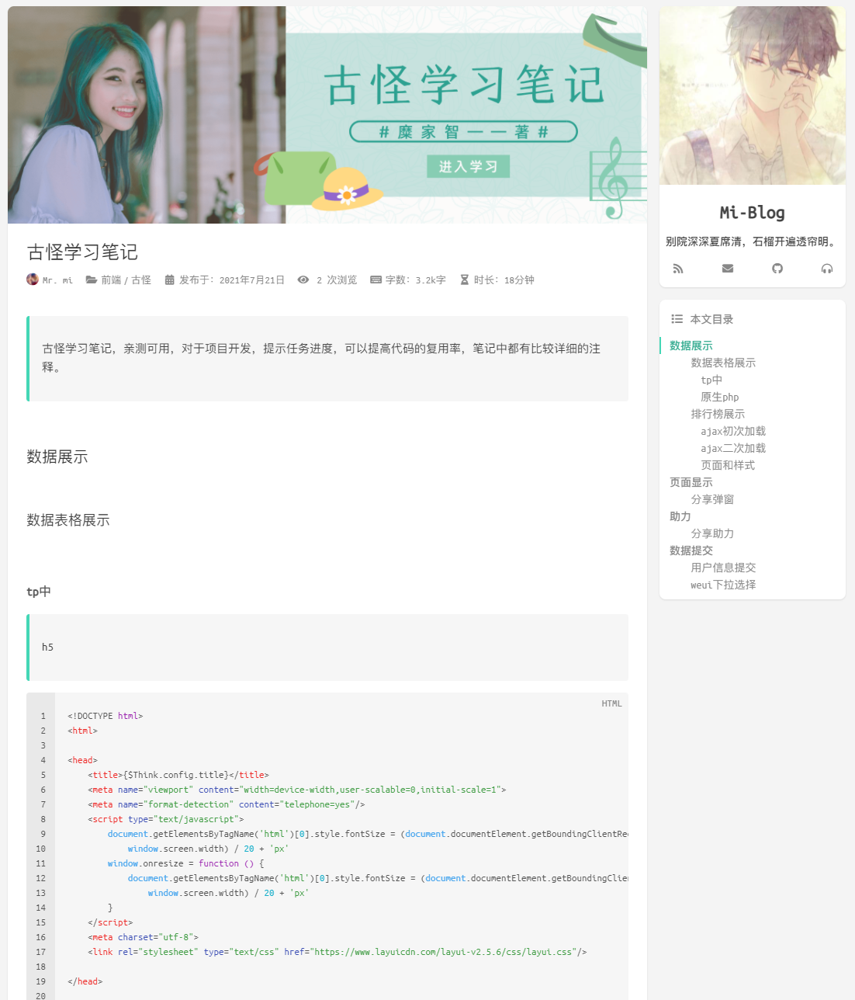 古怪学习笔记
#糜家智一一著#
进入学习
古怪学习笔记
Mr. mi 前端 / 古怪 发布于：2021年7月21日 2 次浏览 字数：3.2k字 时长：18分钟
古怪学习笔记，亲测可用，对于项目开发，提示任务进度，可以提高代码的复用率，笔记中都有比较详细的注
释。
数据展示
数据表格展示
tp中
h5
HTML
1 <!DOCTYPE html>
2 <html>
3
4 <head>
5 <title>{$Think.config.title}</title>
6 <meta name="viewport" content="width=device-width,user-scalable=0,initial-scale=1">
7 <meta name="format-detection" content="telephone=yes"/>
8 <script type="text/javascript">
9 document.getElementsByTagName('html')[0].style.fontSize = (document.documentElement.getBoundingClientRec
10 window.screen.width) / 20 + 'px'
11 window.onresize = function () {
12 document.getElementsByTagName('html')[0].style.fontSize = (document.documentElement.getBoundingClien
13 window.screen.width) / 20 + 'px'
14 }
15 </script>
16 <meta charset="utf-8">
17 <link rel="stylesheet" type="text/css" href="https://www.layuicdn.com/layui-v2.5.6/css/layui.css"/>
18
19 </head>
20
Mi-Blog
别院深深夏席清，石榴开遍透帘明。
本文目录
数据展示
数据表格展示
tp中
原生php
排行榜展示
ajax初次加载
ajax二次加载
页面和样式
页面显示
分享弹窗
助力
分享助力
数据提交
用户信息提交
weui下拉选择